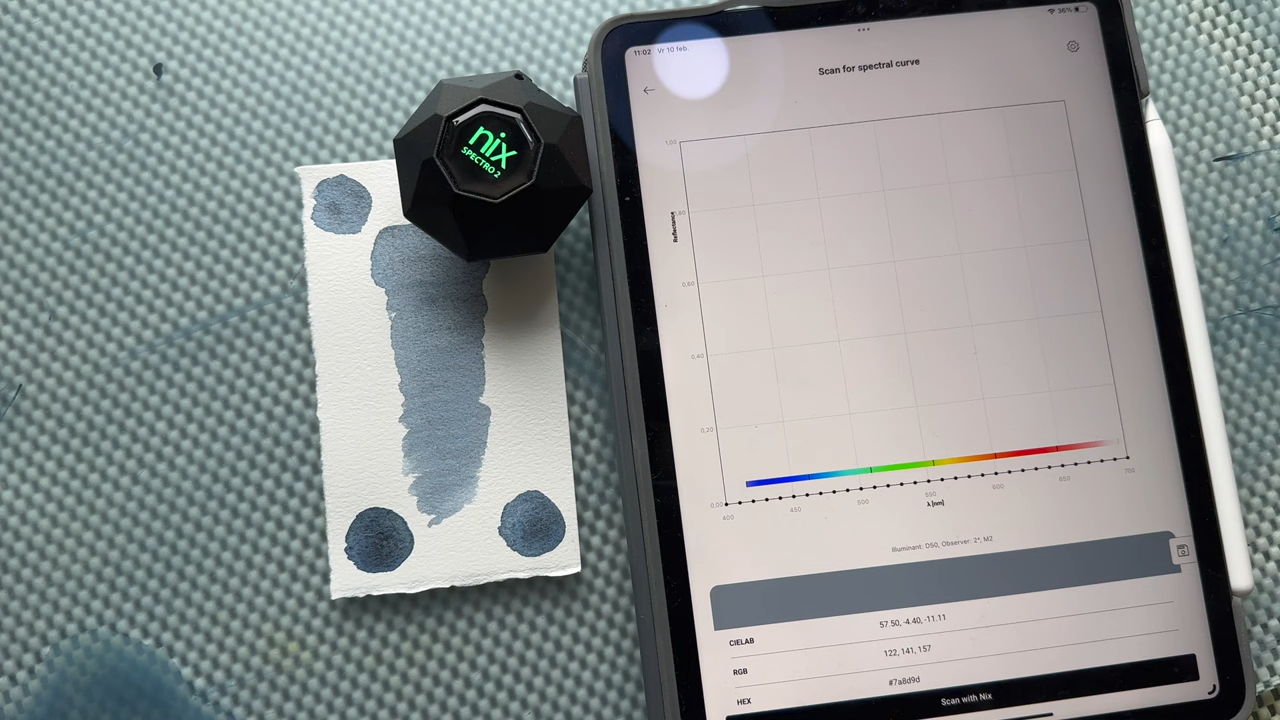 nix
SPECTRO 2
11:02 Vr 10 feb.
36%
Scan for spectral curve
1,00
Reflectance
80
0,60
0,40
0,20
0,00
400 450 500 550 600 650 700
λ [nm]
Illuminant: D50, Observer: 2°, M2
CIELAB 57.50, -4.40, -11.11
RGB 122, 141, 157
HEX #7a8d9d
Scan with Nix